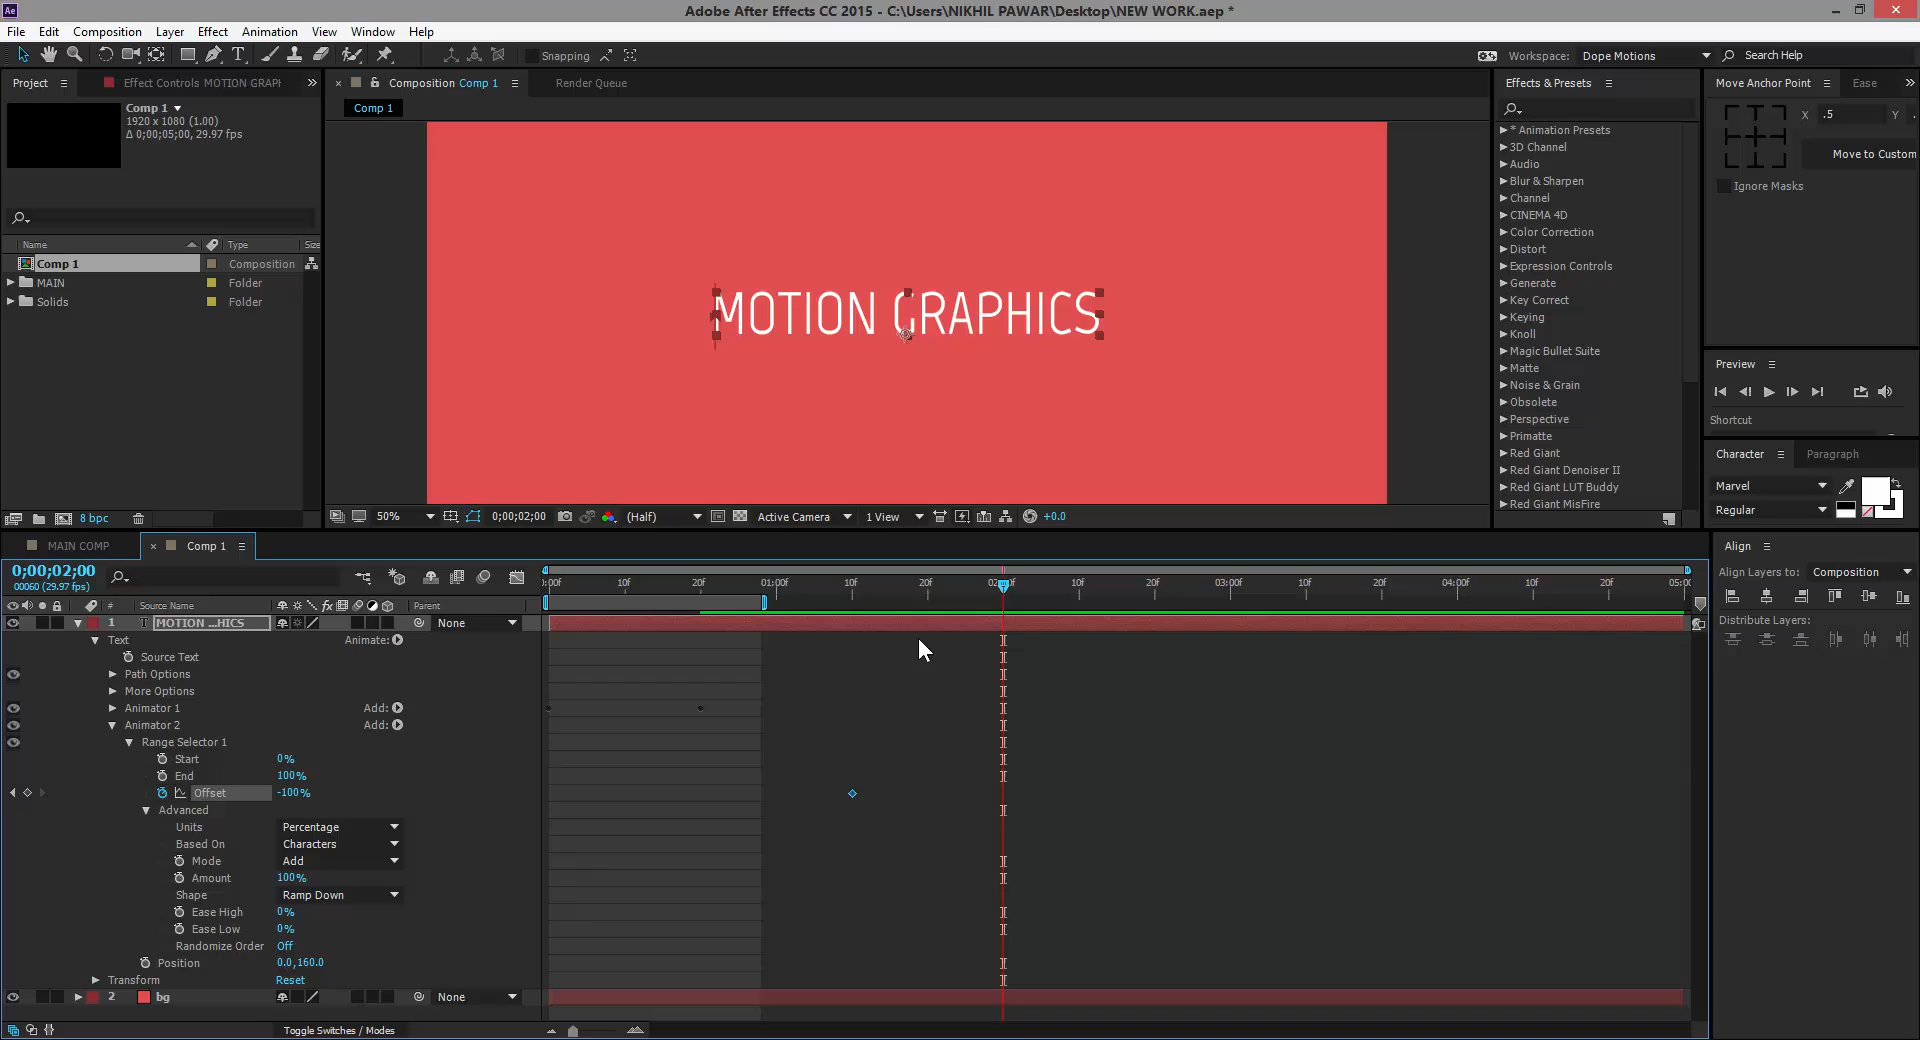 Ae
Adobe After Effects CC 2015 - C:\Users\NIKHIL PAWAR\Desktop\NEW WORK.aep *
File Edit Composition Layer Effect Animation View Window Help
T Snapping Workspace: Dope Motions Search Help
Project Effect Controls MOTION GRAPH
Comp 1
1920 x 1080 (1.00)
Δ 0;00;05;00, 29.97 fps
Name Type Size
Comp 1 Composition
MAIN Folder
Solids Folder
8 bpc
Composition Comp 1 Render Queue
Comp 1
MOTION GRAPHICS
50% 0;00;02;00 (Half) Active Camera 1 View +0.0
Effects & Presets
* Animation Presets
3D Channel
Audio
Blur & Sharpen
Channel
CINEMA 4D
Color Correction
Distort
Expression Controls
Generate
Key Correct
Keying
Knoll
Magic Bullet Suite
Matte
Noise & Grain
Obsolete
Perspective
Primatte
Red Giant
Red Giant Denoiser II
Red Giant LUT Buddy
Red Giant MisFire
Move Anchor Point Ease
X .5 Y
Move to Custom
Ignore Masks
Preview
Shortcut
Character Paragraph
Marvel
Regular
MAIN COMP Comp 1
0;00;02;00
00060 (29.97 fps)
:00f 10f 20f 01:00f 10f 20f 10f 20f 03:00f 10f 20f 04:00f 10f 20f
# Source Name fx Parent
1 T MOTION ...HICS None
Text Animate:
Source Text
Path Options
More Options
Animator 1 Add:
Animator 2 Add:
Range Selector 1
Start 0%
End 100%
Offset -100%
Advanced
Units Percentage
Based On Characters
Mode Add
Amount 100%
Shape Ramp Down
Ease High 0%
Ease Low 0%
Randomize Order Off
Position 0.0,160.0
Transform Reset
2 bg None
Toggle Switches / Modes
Align
Align Layers to: Composition
Distribute Layers: